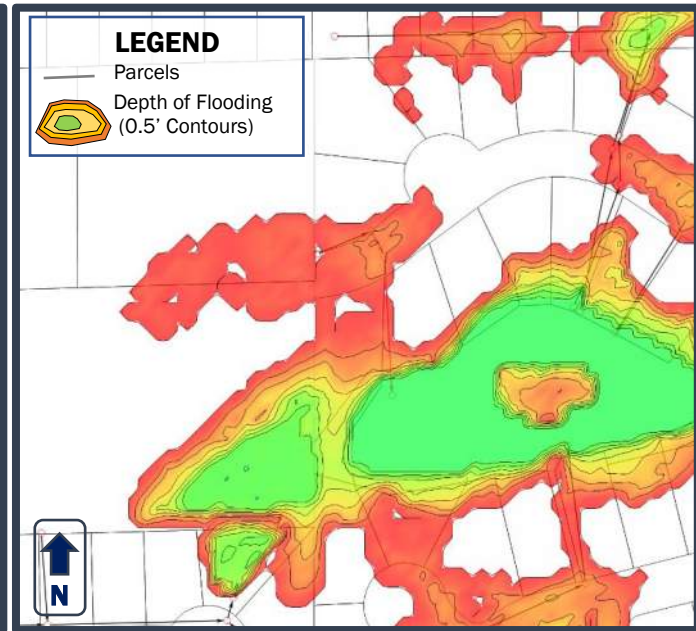 LEGEND
Parcels
Depth of Flooding
(0.5' Contours)
N